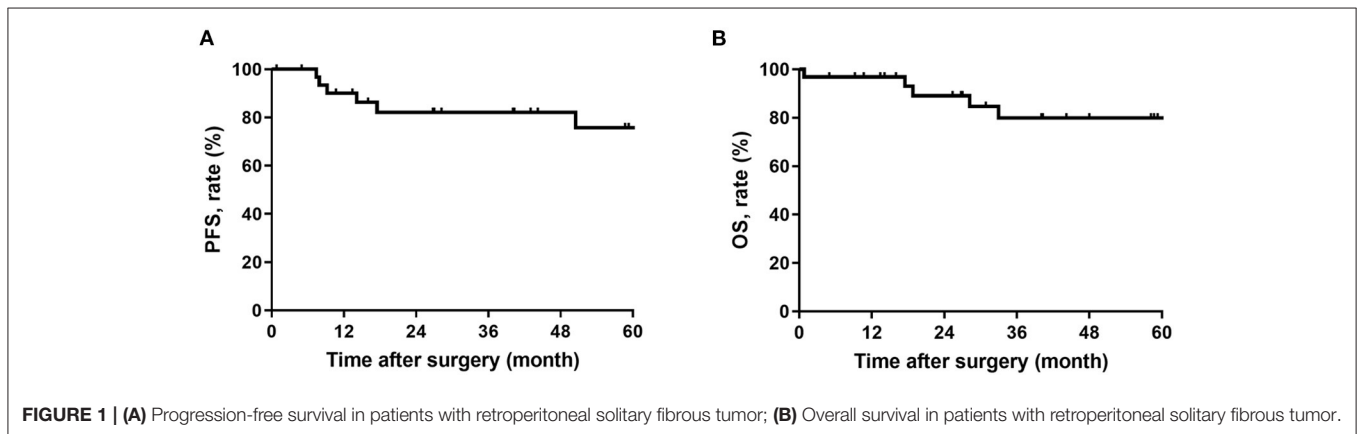 A
B
100
80
60
40
20
0
PFS, rate (%)
0 12 24 36 48 60
Time after surgery (month)
100
80
60
40
20
0
OS, rate (%)
0 12 24 36 48 60
Time after surgery (month)
FIGURE 1 | (A) Progression-free survival in patients with retroperitoneal solitary fibrous tumor; (B) Overall survival in patients with retroperitoneal solitary fibrous tumor.